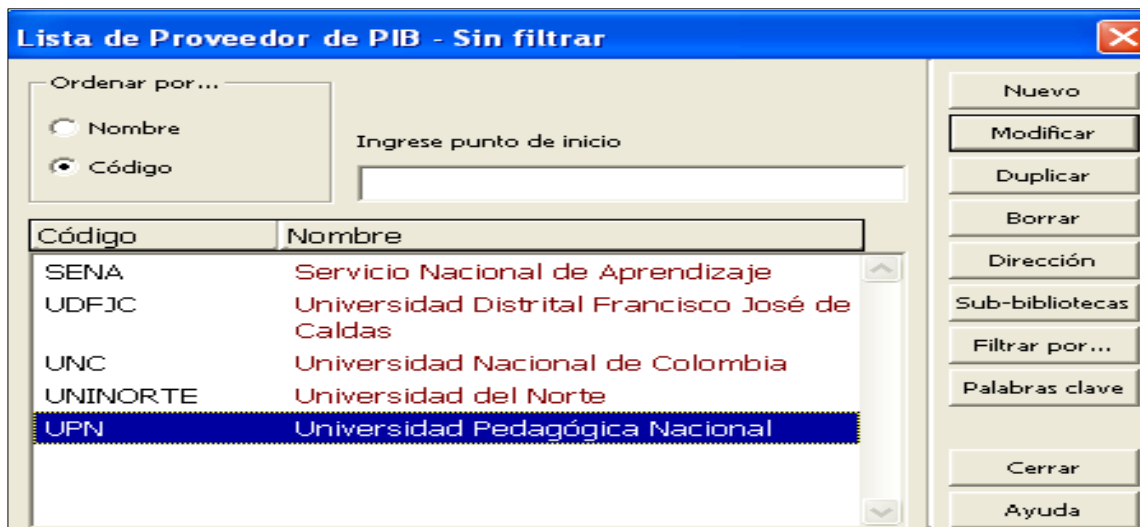 Lista de Proveedor de PIB - Sin filtrar
Ordenar por...
Nombre
Código
Ingrese punto de inicio
Código Nombre
SENA Servicio Nacional de Aprendizaje
UDFJC Universidad Distrital Francisco José de
Caldas
UNC Universidad Nacional de Colombia
UNINORTE Universidad del Norte
UPN Universidad Pedagógica Nacional
Nuevo
Modificar
Duplicar
Borrar
Dirección
Sub-bibliotecas
Filtrar por...
Palabras clave
Cerrar
Ayuda